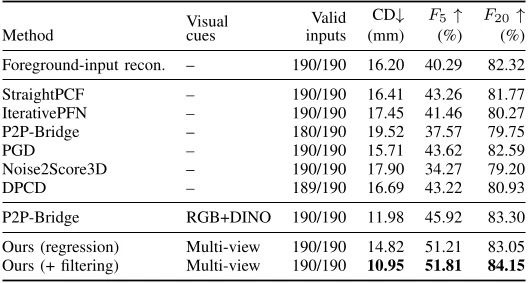 Method Visual cues Valid inputs CD↓ (mm) F5 ↑ (%) F20 ↑ (%)
Foreground-input recon. – 190/190 16.20 40.29 82.32
StraightPCF – 190/190 16.41 43.26 81.77
IterativePFN – 190/190 17.45 41.46 80.27
P2P-Bridge – 180/190 19.52 37.57 79.75
PGD – 190/190 15.71 43.62 82.59
Noise2Score3D – 190/190 17.90 34.27 79.20
DPCD – 189/190 16.69 43.22 80.93
P2P-Bridge RGB+DINO 190/190 11.98 45.92 83.30
Ours (regression) Multi-view 190/190 14.82 51.21 83.05
Ours (+ filtering) Multi-view 190/190 10.95 51.81 84.15